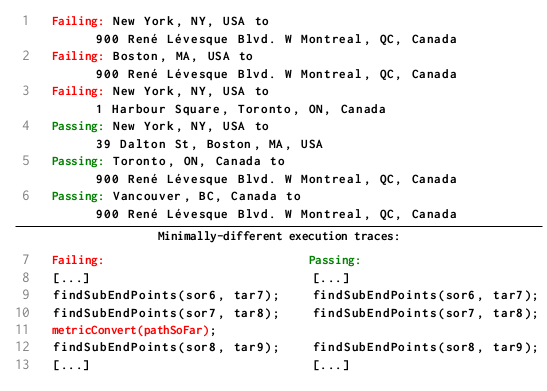 1 Failing: New York, NY, USA to
900 René Lévesque Blvd. W Montreal, QC, Canada
2 Failing: Boston, MA, USA to
900 René Lévesque Blvd. W Montreal, QC, Canada
3 Failing: New York, NY, USA to
1 Harbour Square, Toronto, ON, Canada
4 Passing: New York, NY, USA to
39 Dalton St, Boston, MA, USA
5 Passing: Toronto, ON, Canada to
900 René Lévesque Blvd. W Montreal, QC, Canada
6 Passing: Vancouver, BC, Canada to
900 René Lévesque Blvd. W Montreal, QC, Canada
Minimally-different execution traces:
7 Failing: Passing:
8 [...] [...]
9 findSubEndPoints(sor6, tar7); findSubEndPoints(sor6, tar7);
10 findSubEndPoints(sor7, tar8); findSubEndPoints(sor7, tar8);
11 metricConvert(pathSoFar);
12 findSubEndPoints(sor8, tar9); findSubEndPoints(sor8, tar9);
13 [...] [...]